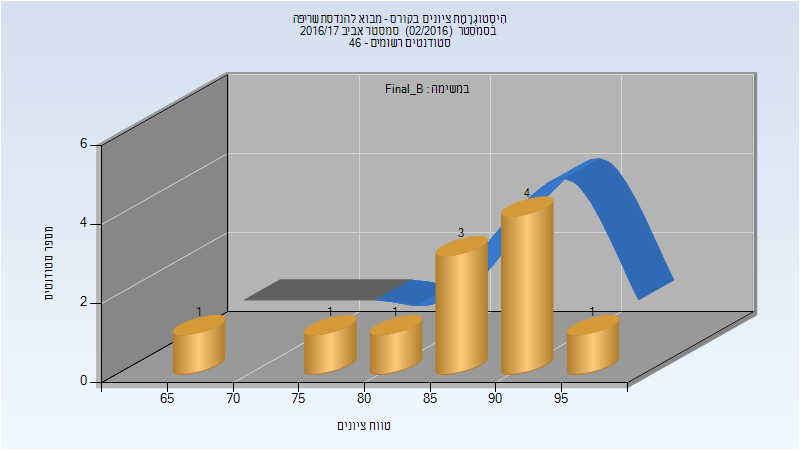 היסטוגרמת ציונים בקורס - מבוא להנדסת שריפה
בסמסטר (02/2016) סמסטר אביב 2016/17
סטודנטים רשומים - 46
במשימה : Final_B
6
4
2
0
מספר סטודנטים
1
1
1
3
4
1
65
70
75
80
85
90
95
טווח ציונים